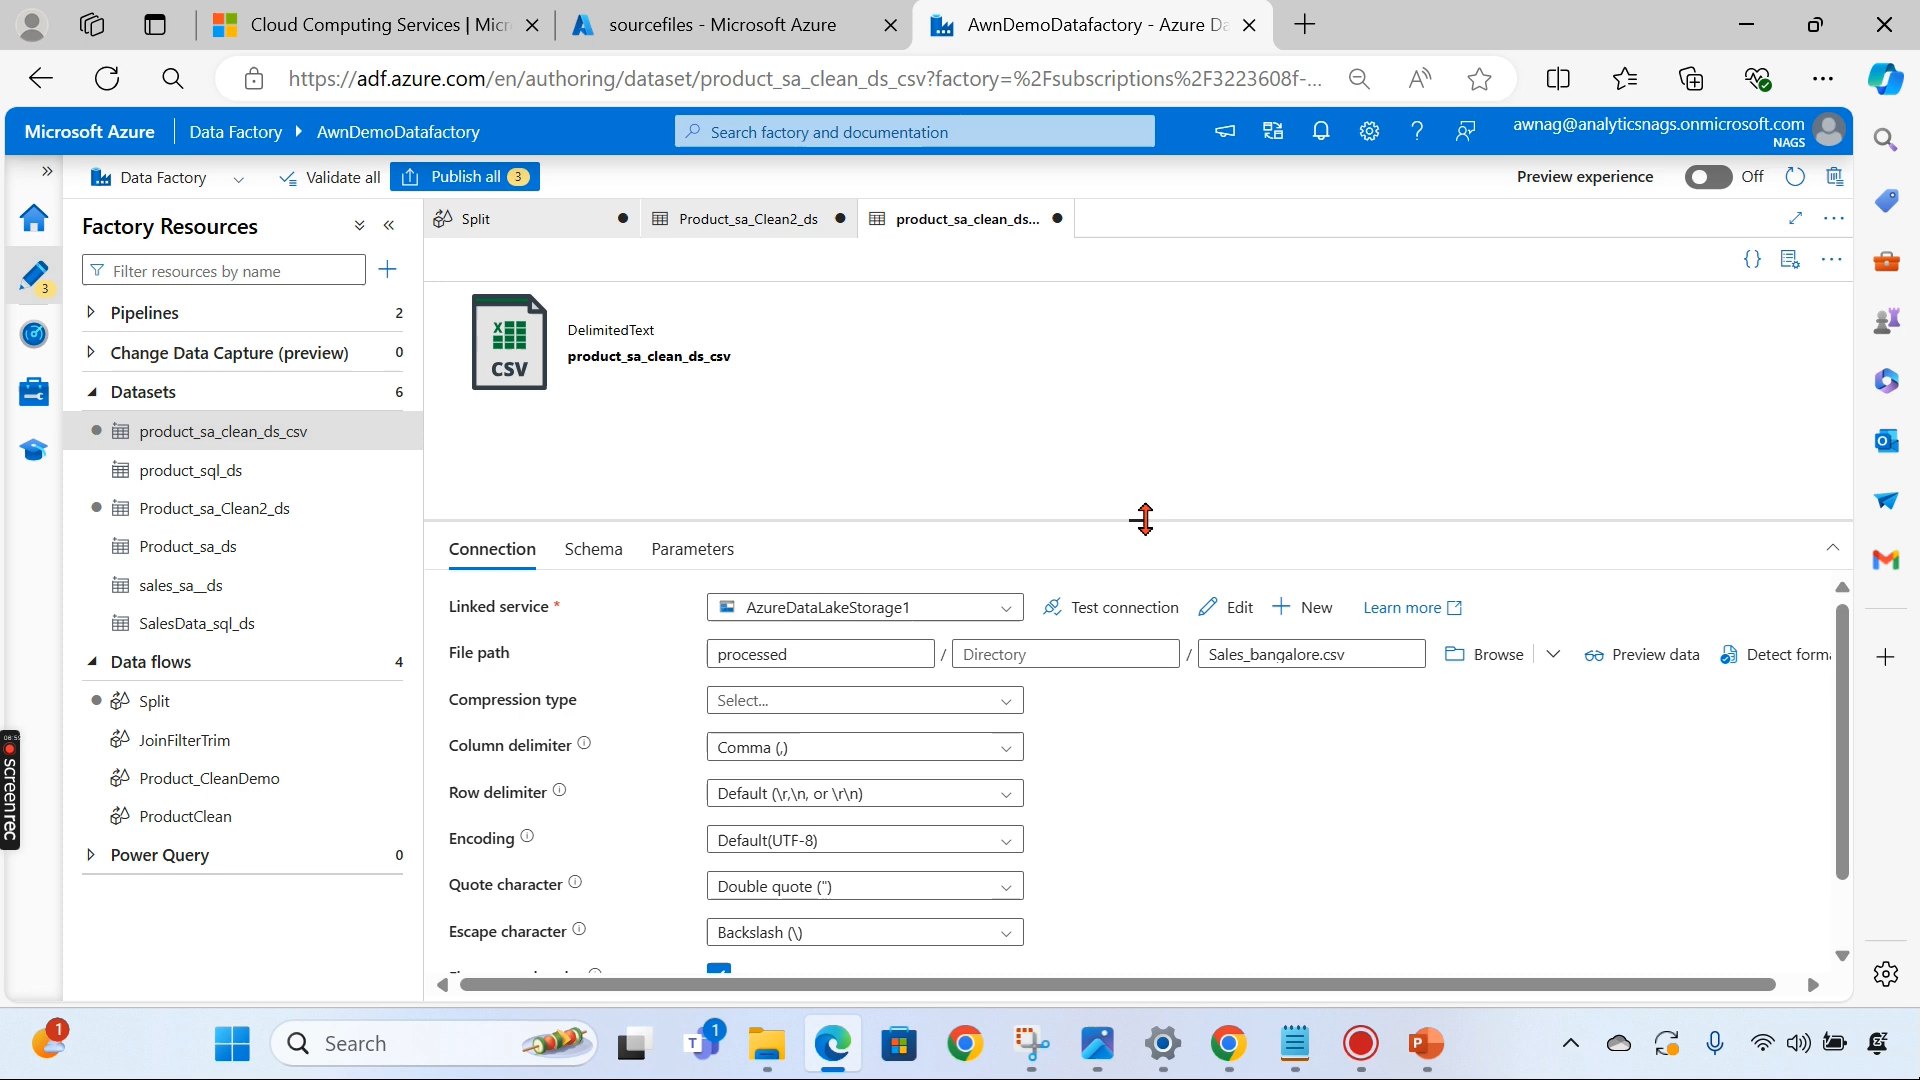 Cloud Computing Services | Micr
sourcefiles - Microsoft Azure
AwnDemoDatafactory - Azure Da
https://adf.azure.com/en/authoring/dataset/product_sa_clean_ds_csv?factory=%2Fsubscriptions%2F3223608f-...
Microsoft Azure
Data Factory
AwnDemoDatafactory
Search factory and documentation
awnag@analyticsnags.onmicrosoft.com
NAGS
Data Factory
Validate all
Publish all 3
Preview experience
Off
Factory Resources
Split
Product_sa_Clean2_ds
product_sa_clean_ds...
3
Filter resources by name
Pipelines 2
Change Data Capture (preview) 0
Datasets 6
product_sa_clean_ds_csv
product_sql_ds
Product_sa_Clean2_ds
Product_sa_ds
sales_sa__ds
SalesData_sql_ds
Data flows 4
Split
JoinFilterTrim
Product_CleanDemo
ProductClean
Power Query 0
CSV
DelimitedText
product_sa_clean_ds_csv
Connection
Schema
Parameters
Linked service *
AzureDataLakeStorage1
Test connection
Edit
New
Learn more
File path
processed / Directory / Sales_bangalore.csv
Browse
Preview data
Detect forma
Compression type
Select...
Column delimiter
Comma (,)
Row delimiter
Default (\r,\n, or \r\n)
Encoding
Default(UTF-8)
Quote character
Double quote (")
Escape character
Backslash (\)
screenrec
1
Search
1